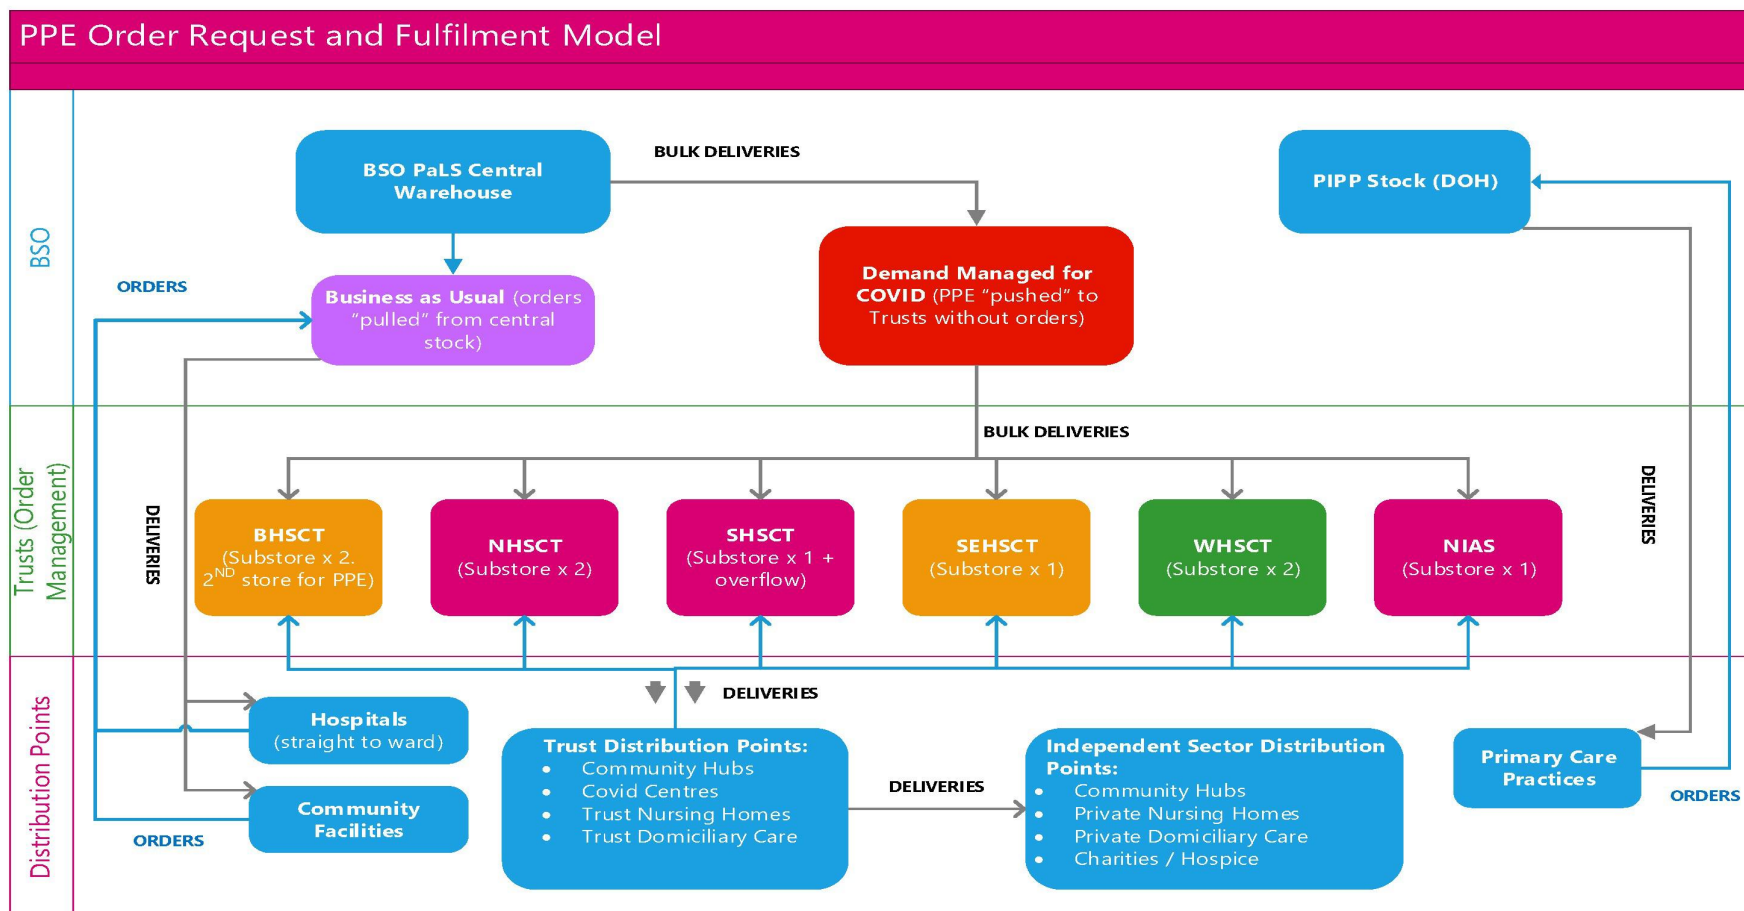 PPE Order Request and Fulfilment Model
BSO
BSO PaLS Central
Warehouse
BULK DELIVERIES
PIPP Stock (DOH)
ORDERS
Business as Usual (orders
“pulled” from central
stock)
Demand Managed for
COVID (PPE “pushed” to
Trusts without orders)
Trusts (Order
Management)
BULK DELIVERIES
DELIVERIES
DELIVERIES
BHSCT
(Substore x 2.
2ND store for PPE)
NHSCT
(Substore x 2)
SHSCT
(Substore x 1 +
overflow)
SEHSCT
(Substore x 1)
WHSCT
(Substore x 2)
NIAS
(Substore x 1)
Distribution Points
DELIVERIES
Hospitals
(straight to ward)
Community
Facilities
ORDERS
Trust Distribution Points:
• Community Hubs
• Covid Centres
• Trust Nursing Homes
• Trust Domiciliary Care
DELIVERIES
Independent Sector Distribution
Points:
• Community Hubs
• Private Nursing Homes
• Private Domiciliary Care
• Charities / Hospice
Primary Care
Practices
ORDERS